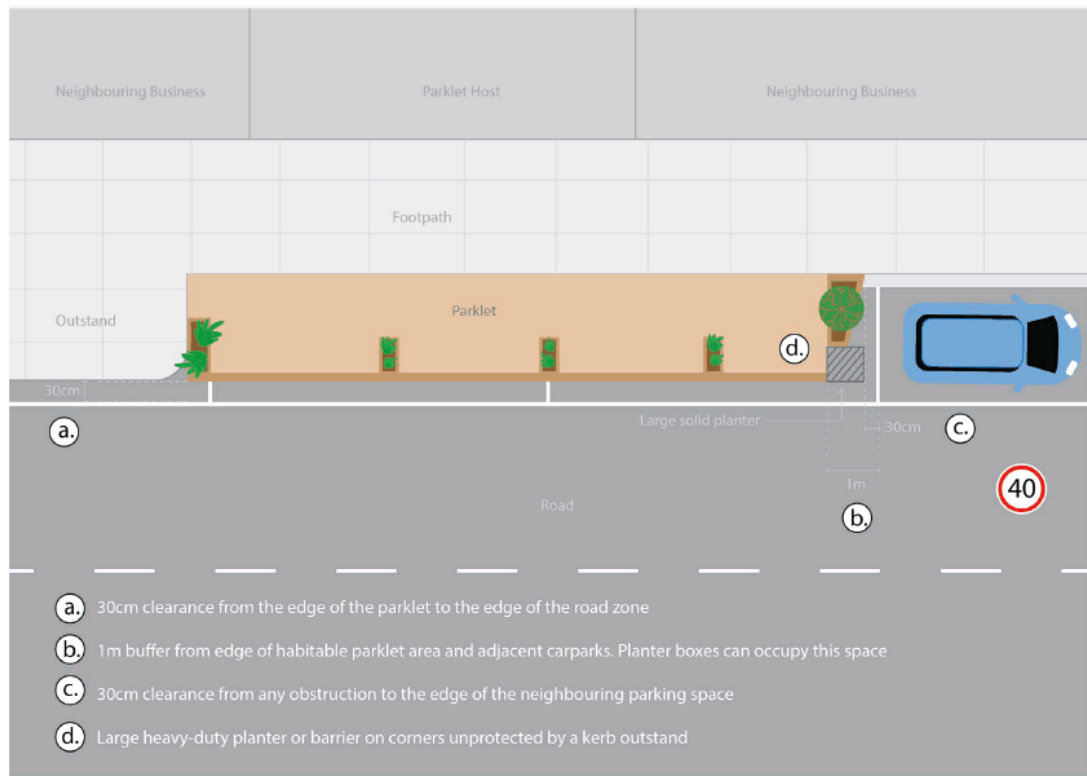 Neighbouring Business
Parklet Host
Neighbouring Business
Footpath
Outstand
Parklet
d.
30cm
Large solid planter
30cm
a.
c.
1m
40
Road
b.
a. 30cm clearance from the edge of the parklet to the edge of the road zone
b. 1m buffer from edge of habitable parklet area and adjacent carparks. Planter boxes can occupy this space
c. 30cm clearance from any obstruction to the edge of the neighbouring parking space
d. Large heavy-duty planter or barrier on corners unprotected by a kerb outstand